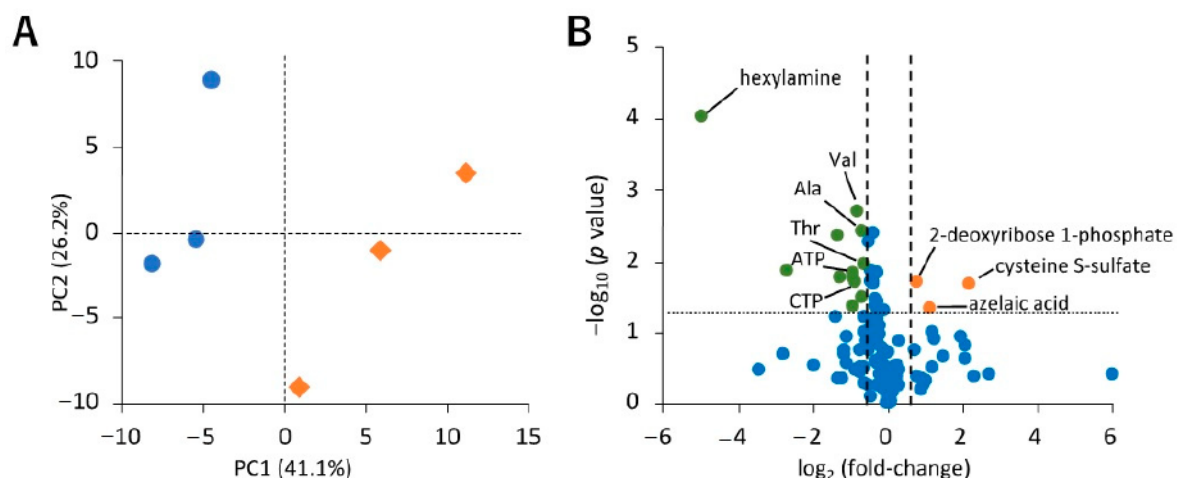 A
10
5
0
−5
−10
−10
−5
0
5
10
15
PC2 (26.2%)
PC1 (41.1%)
B
5
4
3
2
1
0
−6
−4
−2
0
2
4
6
−log₁₀ (p value)
log₂ (fold-change)
hexylamine
Val
Ala
Thr
ATP
CTP
2-deoxyribose 1-phosphate
cysteine S-sulfate
azelaic acid